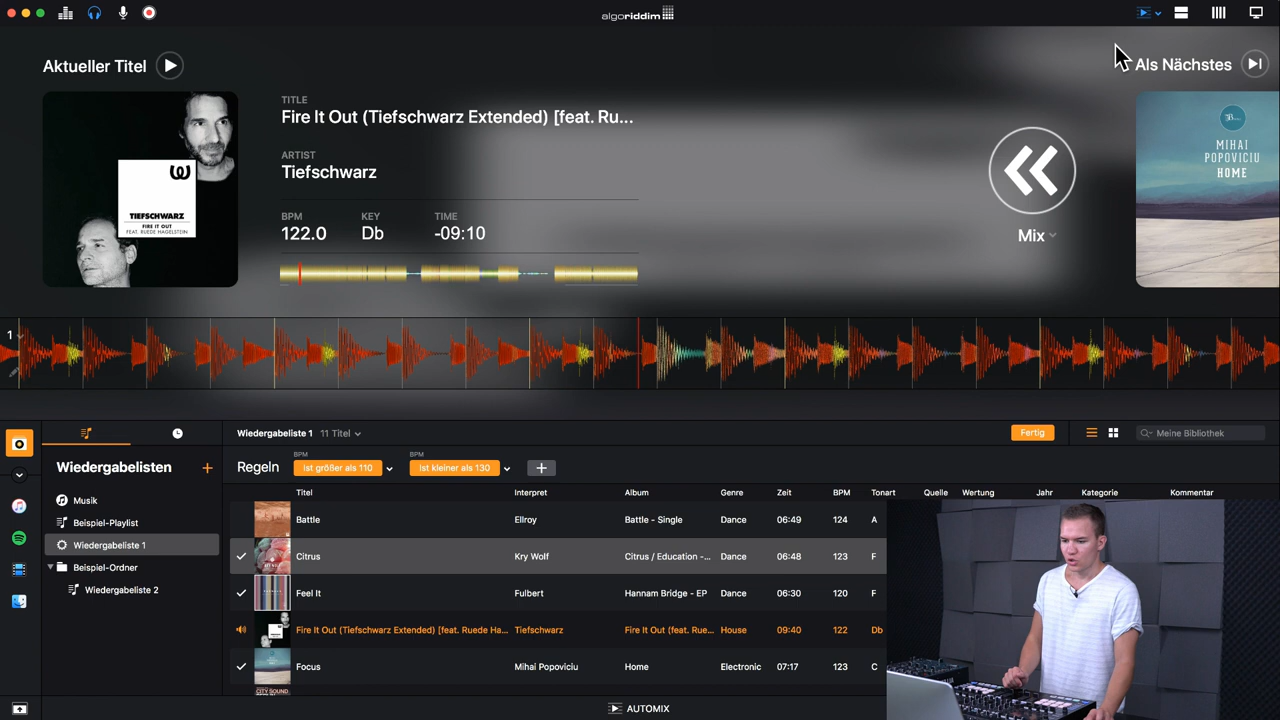 algoriddim
Aktueller Titel
Als Nächstes
TITLE
Fire It Out (Tiefschwarz Extended) [feat. Ru...
ARTIST
Tiefschwarz
BPM KEY TIME
122.0 Db -09:10
Mix
TIEFSCHWARZ
FIRE IT OUT
FEAT. RUEDE HAGELSTEIN
MIHAI
POPOVICIU
HOME
1
Wiedergabeliste 1 11 Titel
Fertig
Meine Bibliothek
Wiedergabelisten +
Musik
Beispiel-Playlist
Wiedergabeliste 1
Beispiel-Ordner
Wiedergabeliste 2
Regeln
BPM BPM
Ist größer als 110 Ist kleiner als 130 +
Titel Interpret Album Genre Zeit BPM Tonart Quelle Wertung Jahr Kategorie Kommentar
Battle Ellroy Battle - Single Dance 06:49 124 A
Citrus Kry Wolf Citrus / Education -... Dance 06:48 123 F
Feel It Fulbert Hannam Bridge - EP Dance 06:30 120 F
Fire It Out (Tiefschwarz Extended) [feat. Ruede Ha... Tiefschwarz Fire It Out (feat. Rue... House 09:40 122 Db
Focus Mihai Popoviciu Home Electronic 07:17 123 C
CITY SOUND
AUTOMIX